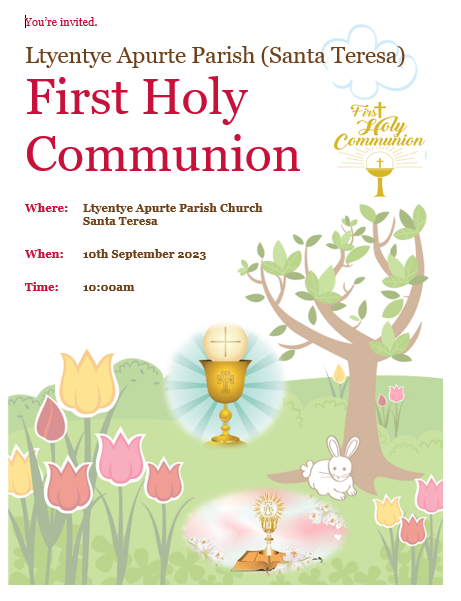 You're invited.
Ltyentye Apurte Parish (Santa Teresa)
First Holy
Communion
First
Holy
Communion
Where: Ltyentye Apurte Parish Church
Santa Teresa
When: 10th September 2023
Time: 10:00am